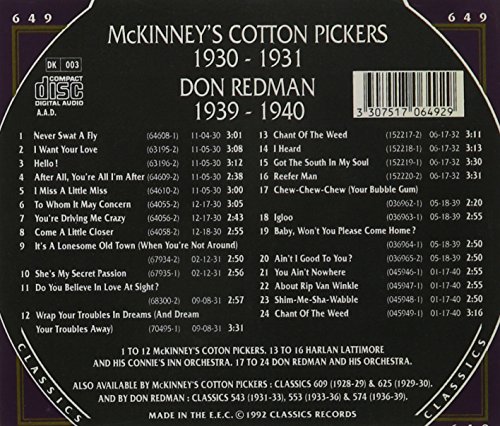 649
649
McKINNEY'S COTTON PICKERS
1930 - 1931
DON REDMAN
1939 - 1940
DK 003
COMPACT
disc
DIGITAL AUDIO
A.A.D.
3 307517 064929
1 Never Swat A Fly (64608-1) 11-04-30 3:01
2 I Want Your Love (63195-2) 11-05-30 3:08
3 Hello ! (63196-2) 11-05-30 3:12
4 After All, You're All I'm After (64609-2) 11-05-30
5 I Miss A Little Miss (64610-2) 11-05-30 3:00
6 To Whom It May Concern (64055-2)
7 You're Driving Me Crazy (64056-2) 2:43
8 Come A Little Closer (64058-2) 12-18-30
9 It's A Lonesome Old Town (When You're Not Around)
(67934-2) 02-12-31 2:50
10 She's My Secret Passion (67935-1) 02-12-31 2:56
11 Do You Believe In Love At Sight ?
(68300-2) 09-08-31 2:57
12 Wrap Your Troubles In Dreams (And Dream
Your Troubles Away) (70495-1) 09-08-31 3:31
13 Chant Of The Weed (152217-2) 06-17-32 3:11
14 I Heard (152218-1) 06-17-32 3:13
15 Got The South In My Soul (152219-1) 06-17-32 3:30
16 Reefer Man (152220-2) 06-17-32 3:31
17 Chew-Chew-Chew (Your Bubble Gum)
(036962-1) 05-18-39 2:20
18 Igloo (036963-1) 05-18-39 2:55
19 Baby, Won't You Please Come Home ?
(036964-1) 05-18-39 2:50
20 Ain't I Good To You ? (036965-1) 05-18-39 2:50
21 You Ain't Nowhere (045946-1) 01-17-40 2:55
22 About Rip Van Winkle (045947-1) 01-17-40 2:50
23 Shim-Me-Sha-Wabble (045948-1) 01-17-40 2:50
24 Chant Of The Weed (045949-1) 01-17-40 3:16
1 TO 12 McKINNEY'S COTON PICKERS. 13 TO 16 HARLAN LATTIMORE
AND HIS CONNIE'S INN ORCHESTRA. 17 TO 24 DON REDMAN AND HIS ORCHESTRA.
ALSO AVAILABLE BY McKINNEY'S COTTON PICKERS : CLASSICS 609 (1928-29) & 625 (1929-30).
AND BY DON REDMAN : CLASSICS 543 (1931-33), 553 (1933-36) & 574 (1936-39).
MADE IN THE E.E.C. © 1992 CLASSICS RECORDS
CLASSICS
CLASSICS
649
649